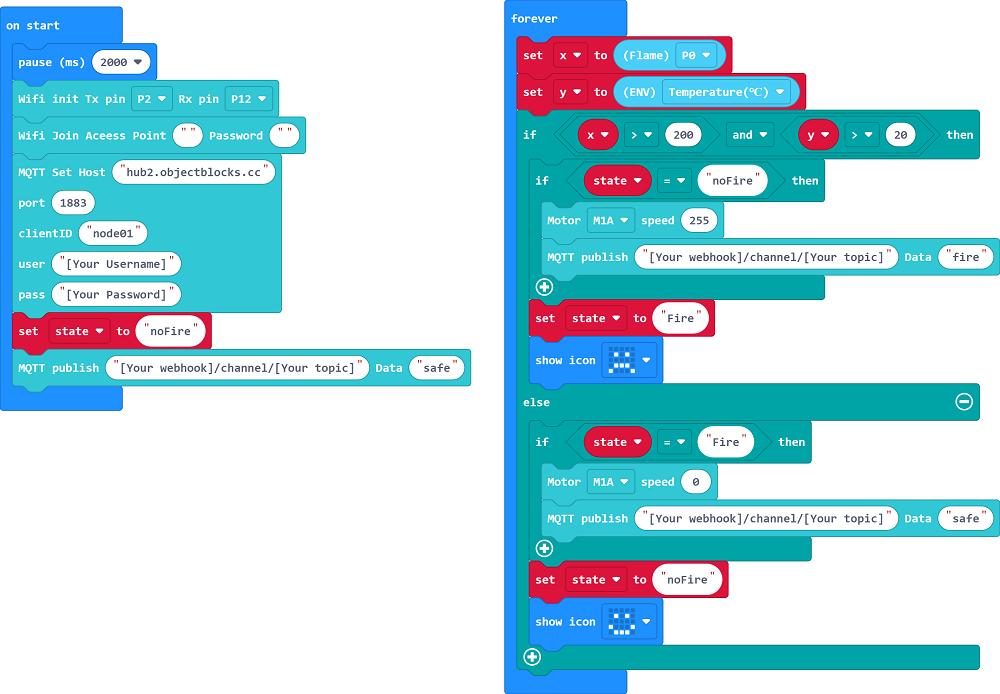 on start
pause (ms) 2000
Wifi init Tx pin P2 Rx pin P12
Wifi Join Aceess Point "" Password ""
MQTT Set Host "hub2.objectblocks.cc"
port 1883
clientID "node01"
user "[Your Username]"
pass "[Your Password]"
set state to "noFire"
MQTT publish "[Your webhook]/channel/[Your topic]" Data "safe"
forever
set x to (Flame) P0
set y to (ENV) Temperature(℃)
if x > 200 and y > 20 then
if state = "noFire" then
Motor M1A speed 255
MQTT publish "[Your webhook]/channel/[Your topic]" Data "fire"
set state to "Fire"
show icon
else
if state = "Fire" then
Motor M1A speed 0
MQTT publish "[Your webhook]/channel/[Your topic]" Data "safe"
set state to "noFire"
show icon